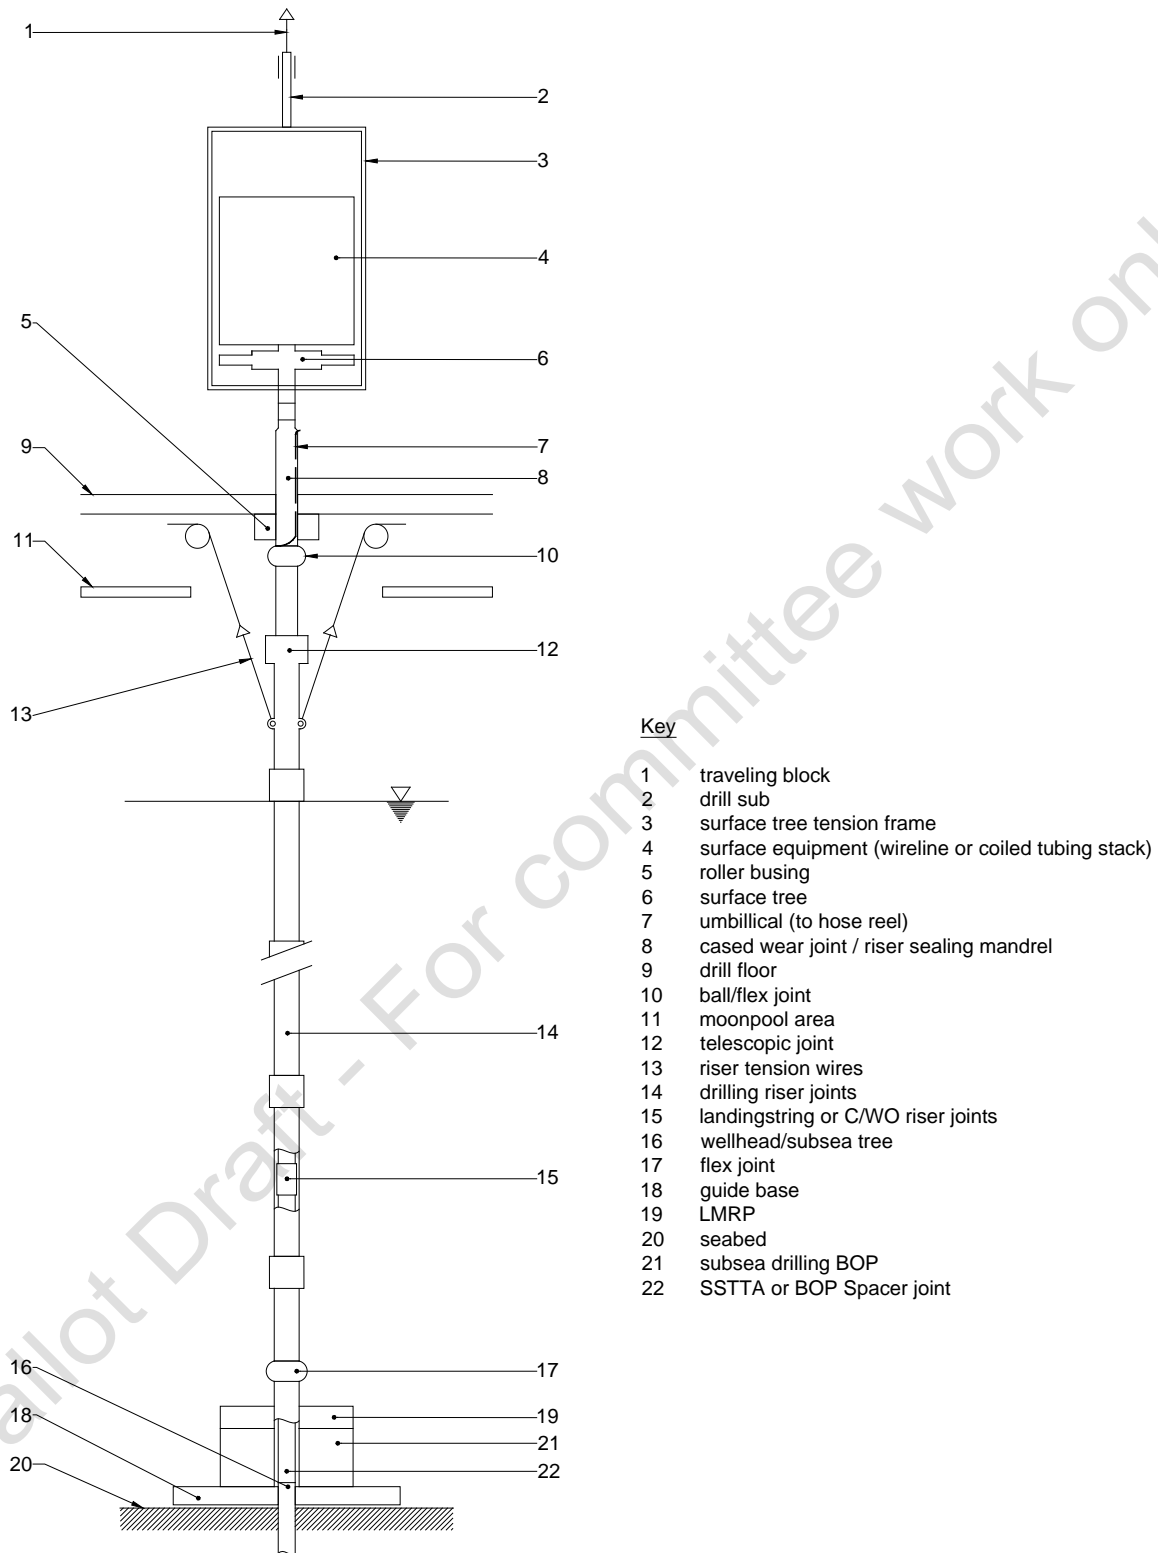 1
2
3
4
5
6
7
9
8
11
10
12
13
14
15
16
17
18
19
21
20
22
Key
1 traveling block
2 drill sub
3 surface tree tension frame
4 surface equipment (wireline or coiled tubing stack)
5 roller busing
6 surface tree
7 umbillical (to hose reel)
8 cased wear joint / riser sealing mandrel
9 drill floor
10 ball/flex joint
11 moonpool area
12 telescopic joint
13 riser tension wires
14 drilling riser joints
15 landingstring or C/WO riser joints
16 wellhead/subsea tree
17 flex joint
18 guide base
19 LMRP
20 seabed
21 subsea drilling BOP
22 SSTTA or BOP Spacer joint
allot Draft - For committee work onl